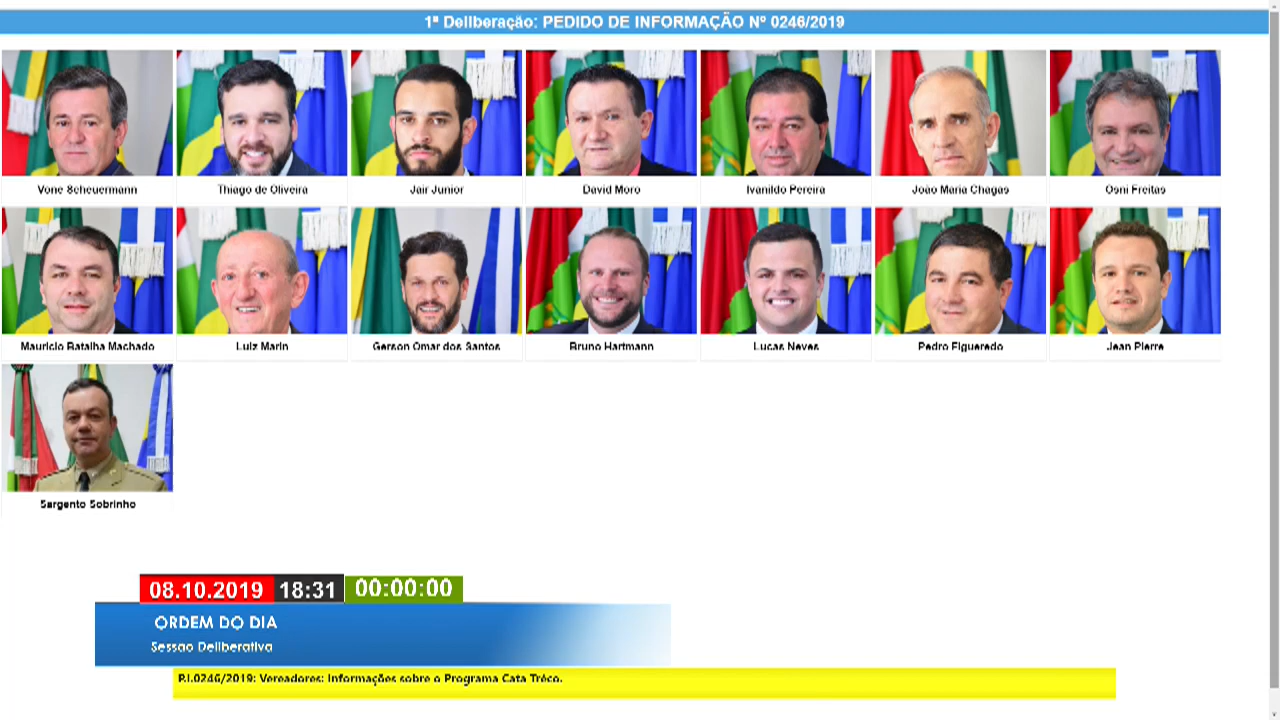 1ª Deliberação: PEDIDO DE INFORMAÇÃO Nº 0246/2019
Vone Scheuermann
Thiago de Oliveira
Jair Junior
David Moro
Ivanildo Pereira
João Maria Chagas
Osni Freitas
Mauricio Batalha Machado
Luiz Marin
Gerson Omar dos Santos
Bruno Hartmann
Lucas Neves
Pedro Figueredo
Jean Pierre
Sargento Sobrinho
08.10.2019 18:31 00:00:00
ORDEM DO DIA
Sessao Deliberativa
P.I.0246/2019: Vereadores: Informações sobre o Programa Cata Tréco.